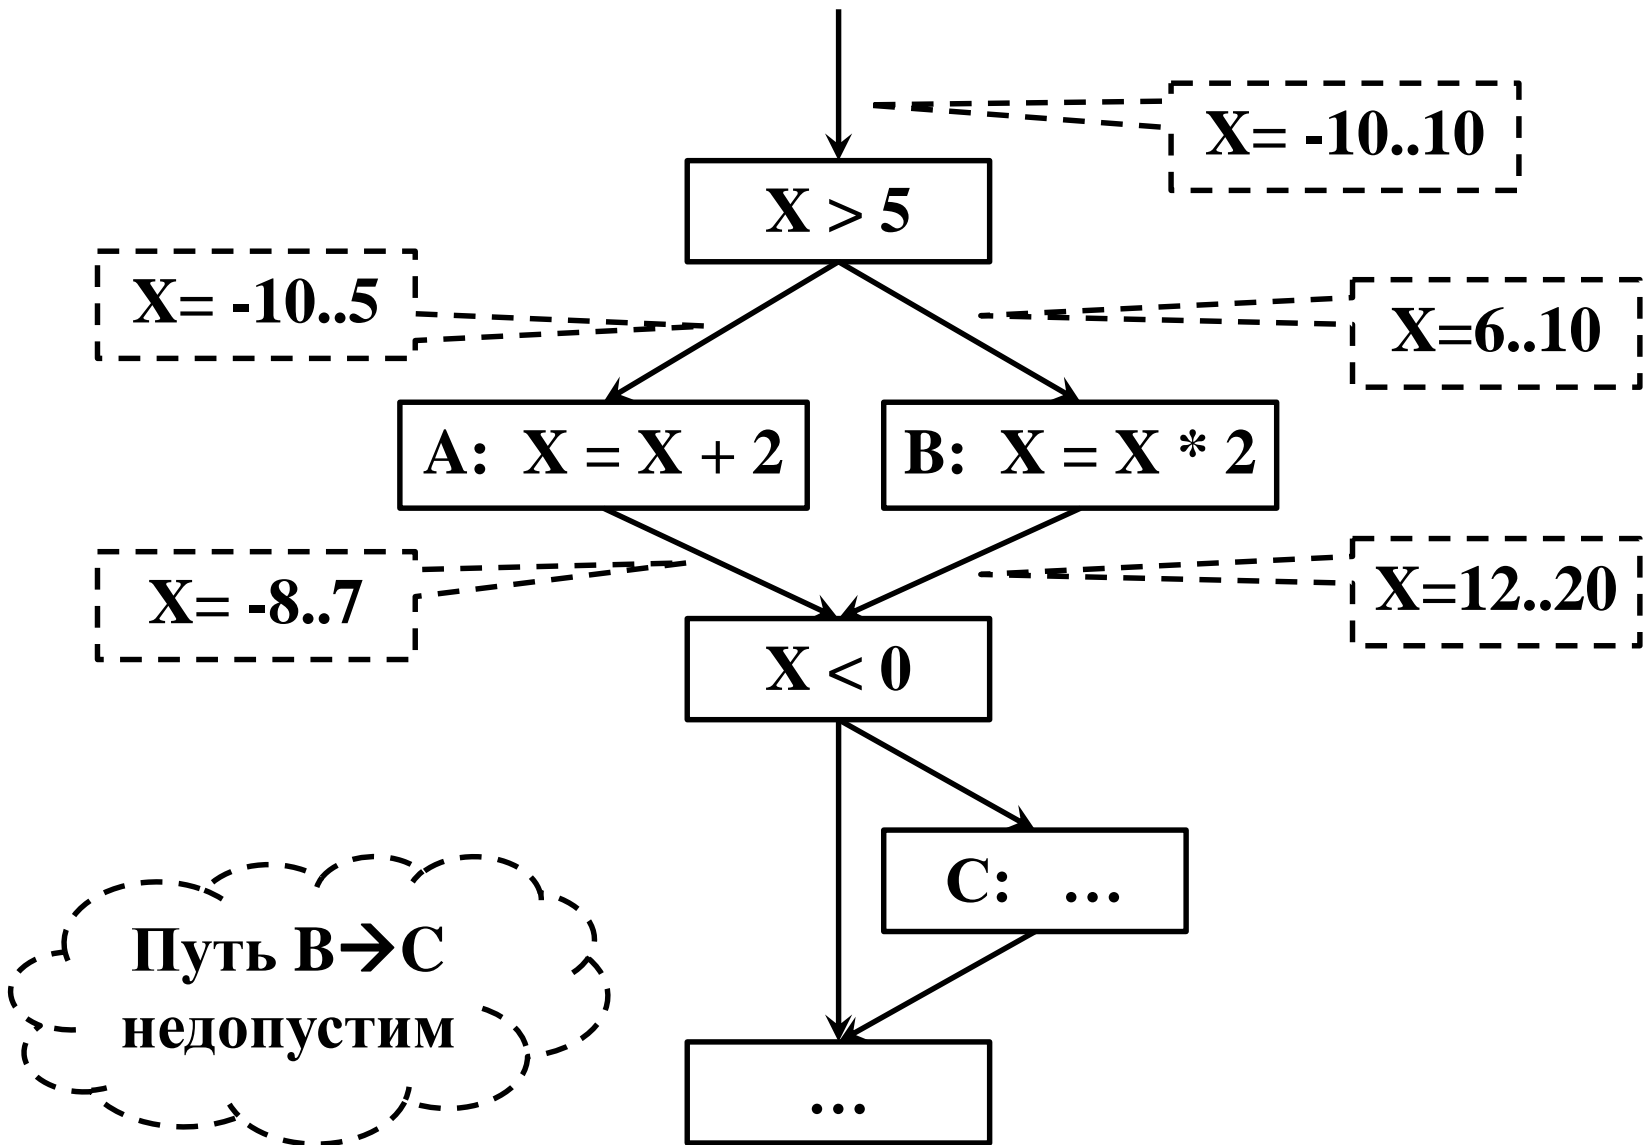 X= -10..10
X > 5
X= -10..5
X=6..10
A: X = X + 2
B: X = X * 2
X= -8..7
X=12..20
X < 0
C: ...
Путь B→C
недопустим
...